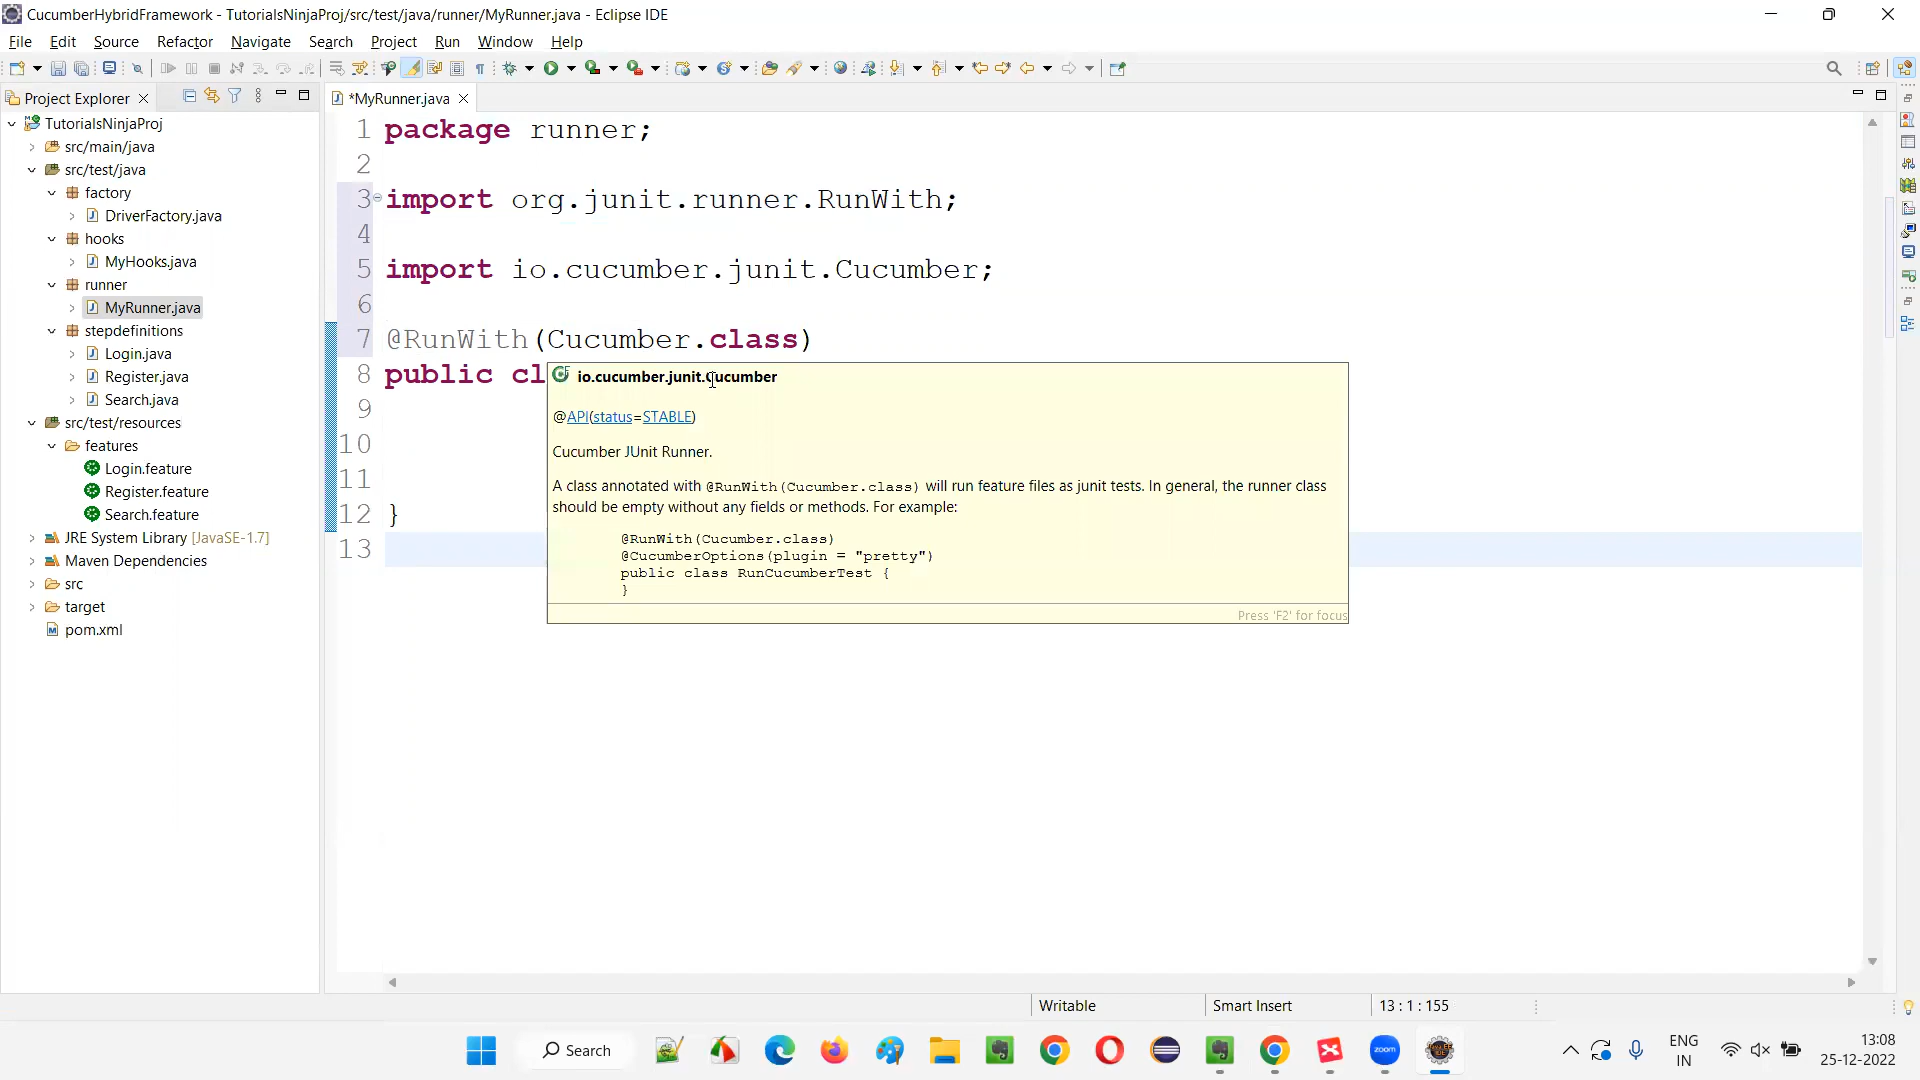 CucumberHybridFramework - TutorialsNinjaProj/src/test/java/runner/MyRunner.java - Eclipse IDE
File Edit Source Refactor Navigate Search Project Run Window Help
Project Explorer
*MyRunner.java
TutorialsNinjaProj
src/main/java
src/test/java
factory
DriverFactory.java
hooks
MyHooks.java
runner
MyRunner.java
stepdefinitions
Login.java
Register.java
Search.java
src/test/resources
features
Login.feature
Register.feature
Search.feature
JRE System Library [JavaSE-1.7]
Maven Dependencies
src
target
pom.xml
1 package runner;
2
3 import org.junit.runner.RunWith;
4
5 import io.cucumber.junit.Cucumber;
6
7 @RunWith(Cucumber.class)
8 public cl
9
10
11
12 }
13
io.cucumber.junit.Cucumber
@API(status=STABLE)
Cucumber JUnit Runner.
A class annotated with @RunWith(Cucumber.class) will run feature files as junit tests. In general, the runner class
should be empty without any fields or methods. For example:
@RunWith(Cucumber.class)
@CucumberOptions(plugin = "pretty")
public class RunCucumberTest {
}
Press 'F2' for focus
Writable
Smart Insert
13 : 1 : 155
Search
zoom
ENG
IN
13:08
25-12-2022